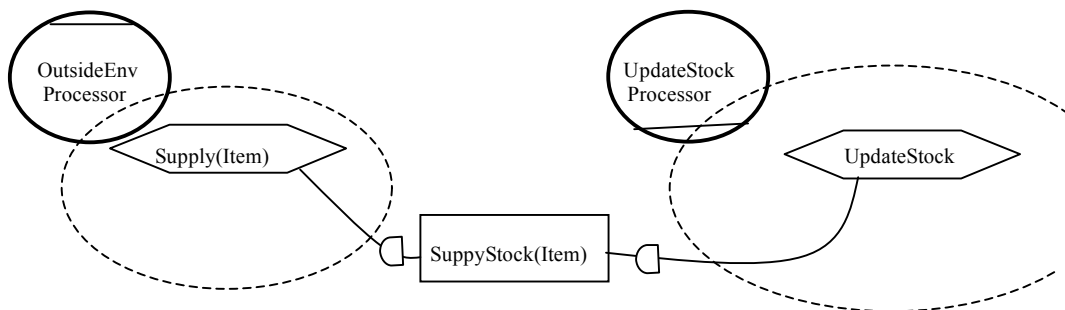 OutsideEnv
Processor
UpdateStock
Processor
Supply(Item)
UpdateStock
SuppyStock(Item)